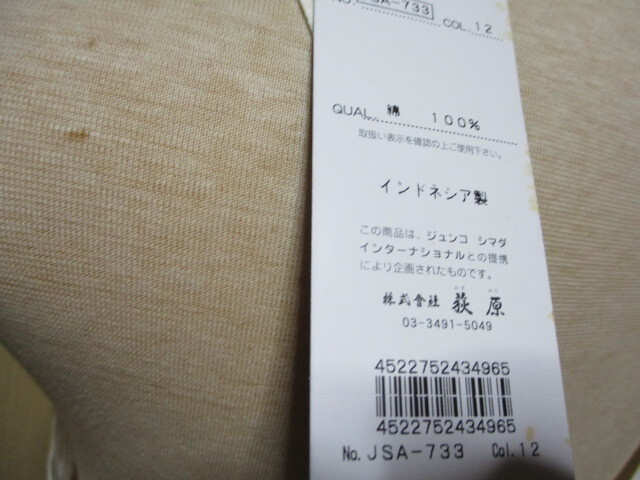 No. JSA-733 COL. 12
QUAL. 綿 100%
取扱い表示を確認の上ご使用下さい。
インドネシア製
この商品は、ジュンコ シマダ
インターナショナルとの提携
により企画されたものです。
株式會社 荻原
03-3491-5049
4522752434965
4522752434965
No. JSA-733 Col. 12